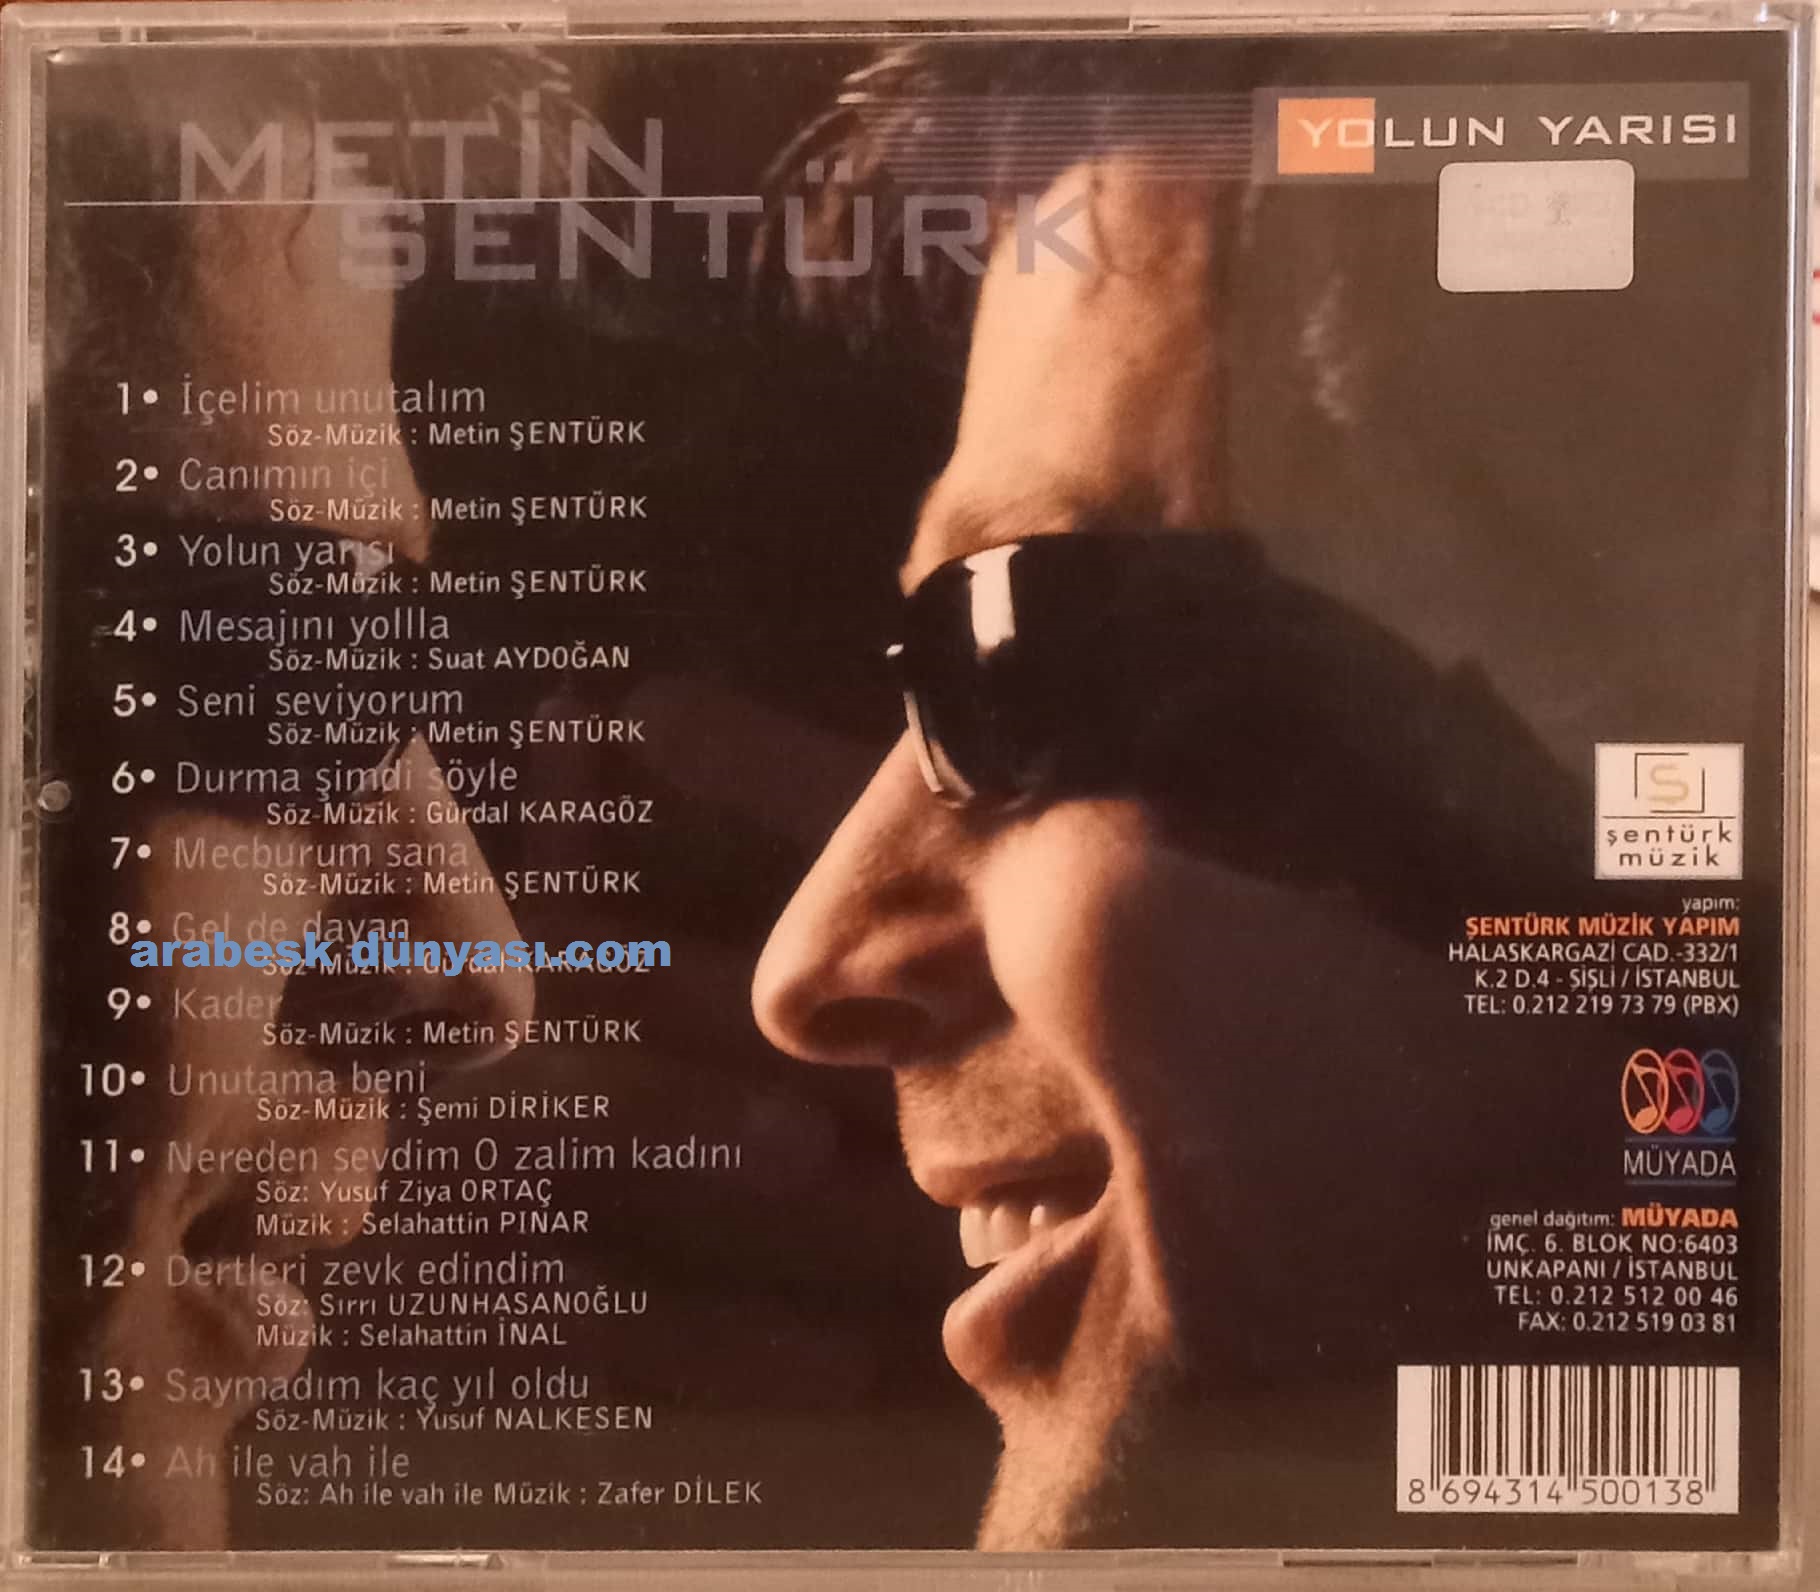 METİN
ŞENTÜRK
YOLUN YARISI
1• İçelim unutalım
Söz-Müzik : Metin ŞENTÜRK
2• Canımın içi
Söz-Müzik : Metin ŞENTÜRK
3• Yolun yarısı
Söz-Müzik : Metin ŞENTÜRK
4• Mesajını yollla
Söz-Müzik : Suat AYDOĞAN
5• Seni seviyorum
Söz-Müzik : Metin ŞENTÜRK
6• Durma şimdi söyle
Söz-Müzik : Gürdal KARAGÖZ
7• Mecburum sana
Söz-Müzik : Metin ŞENTÜRK
8• Gel de dayan
arabesk dünyası.com
Söz-Müzik : Gürdal KARAGÖZ
9• Kader
Söz-Müzik : Metin ŞENTÜRK
10• Unutama beni
Söz-Müzik : Şemi DİRİKER
11• Nereden sevdim O zalim kadını
Söz: Yusuf Ziya ORTAÇ
Müzik : Selahattin PINAR
12• Dertleri zevk edindim
Söz: Sırrı UZUNHASANOĞLU
Müzik : Selahattin İNAL
13• Saymadım kaç yıl oldu
Söz-Müzik : Yusuf NALKESEN
14• Ah ile vah ile
Söz: Ah ile vah ile Müzik : Zafer DİLEK
S
şentürk
müzik
yapım:
ŞENTÜRK MÜZİK YAPIM
HALASKARGAZİ CAD.-332/1
K.2 D.4 - ŞİŞLİ / İSTANBUL
TEL: 0.212 219 73 79 (PBX)
MÜYADA
genel dağıtım: MÜYADA
İMÇ. 6. BLOK NO:6403
UNKAPANI / İSTANBUL
TEL: 0.212 512 00 46
FAX: 0.212 519 03 81
8 694314 500138